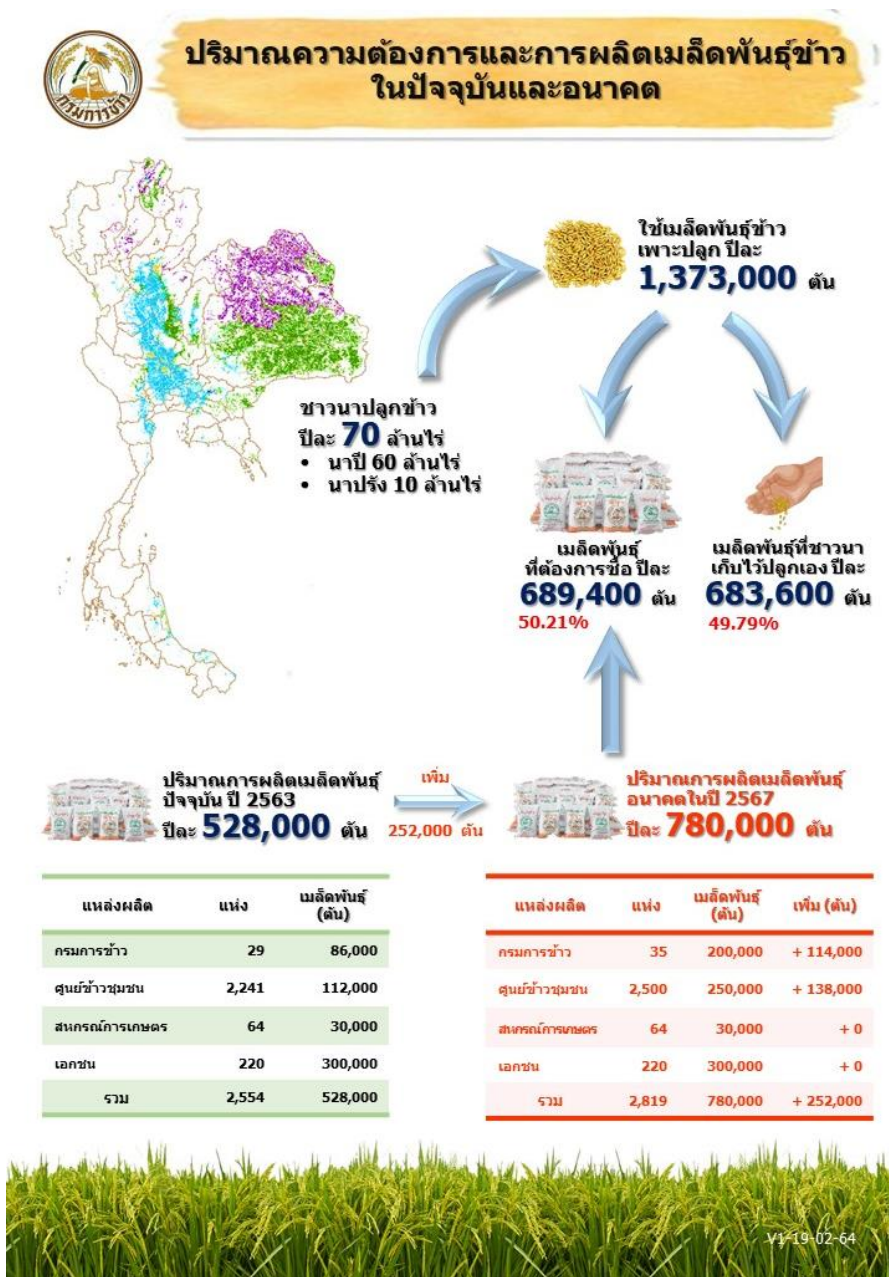 ปริมาณความต้องการและการผลิตเมล็ดพันธุ์ข้าว
ในปัจจุบันและอนาคต
กรมการข้าว
ใช้เมล็ดพันธุ์ข้าว
เพาะปลูก ปีละ
1,373,000 ตัน
ชาวนาปลูกข้าว
ปีละ 70 ล้านไร่
• นาปี 60 ล้านไร่
• นาปรัง 10 ล้านไร่
เมล็ดพันธุ์
ที่ต้องการซื้อ ปีละ
689,400 ตัน
50.21%
เมล็ดพันธุ์ที่ชาวนา
เก็บไว้ปลูกเอง ปีละ
683,600 ตัน
49.79%
ปริมาณการผลิตเมล็ดพันธุ์
ปัจจุบัน ปี 2563
ปีละ 528,000 ตัน
เพิ่ม
252,000 ตัน
ปริมาณการผลิตเมล็ดพันธุ์
อนาคตในปี 2567
ปีละ 780,000 ตัน
แหล่งผลิต แห่ง เมล็ดพันธุ์ (ตัน)
กรมการข้าว 29 86,000
ศูนย์ข้าวชุมชน 2,241 112,000
สหกรณ์การเกษตร 64 30,000
เอกชน 220 300,000
รวม 2,554 528,000
แหล่งผลิต แห่ง เมล็ดพันธุ์ (ตัน) เพิ่ม (ตัน)
กรมการข้าว 35 200,000 + 114,000
ศูนย์ข้าวชุมชน 2,500 250,000 + 138,000
สหกรณ์การเกษตร 64 30,000 + 0
เอกชน 220 300,000 + 0
รวม 2,819 780,000 + 252,000
V1-19-02-64